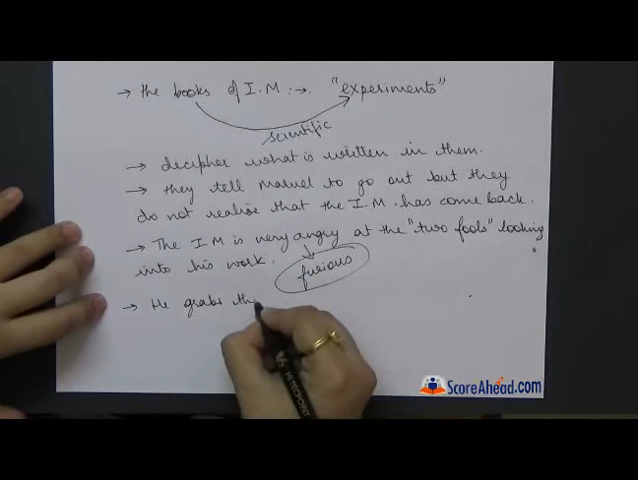 → the books of I.M :→. "experiments"
scientific
→ decipher what is written in them.
→ they tell Marvel to go out but they
do not realise that the I.M. has come back.
→ The I M is very angry at the "two fools" looking
into his work.
furious
→ He grabs the
ScoreAhead.com